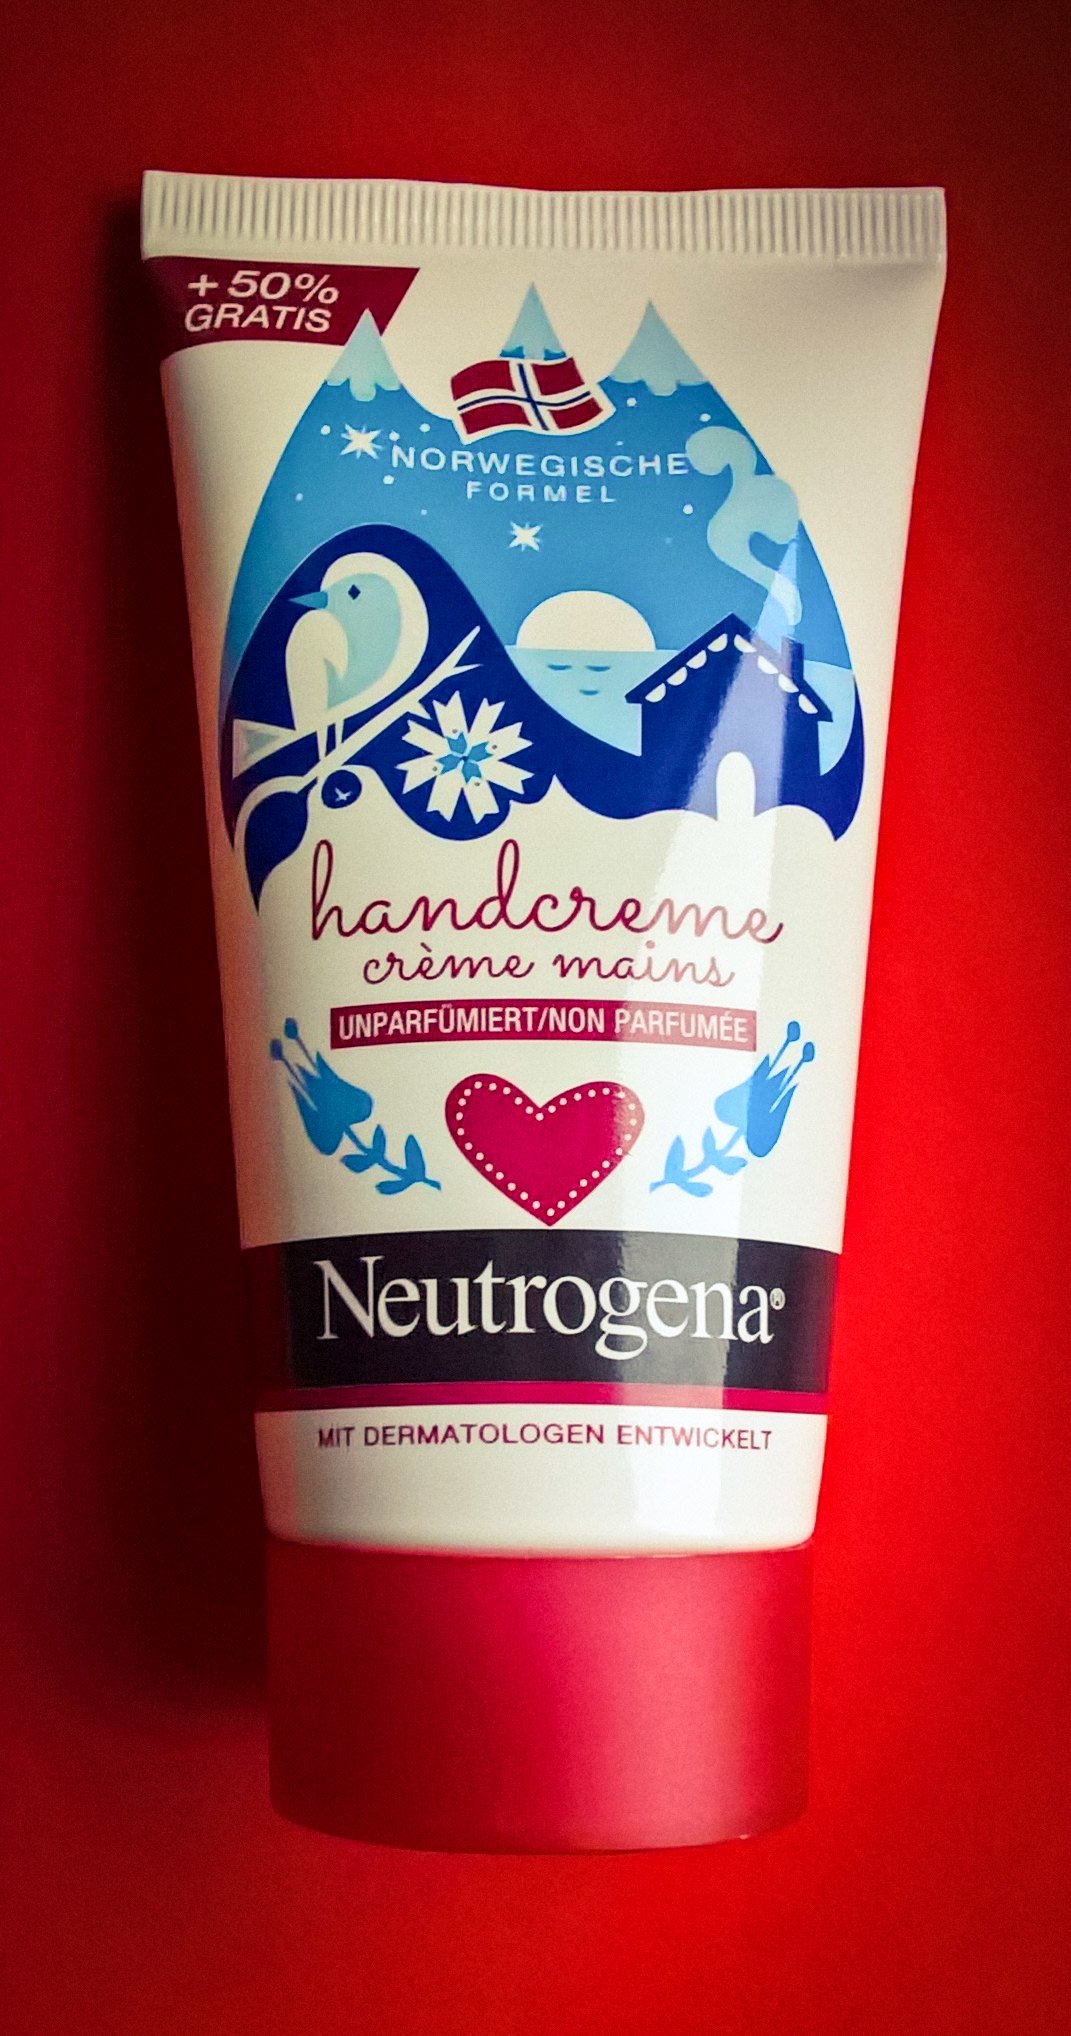 + 50%
GRATIS
NORWEGISCHE
FORMEL
handcreme
crème mains
UNPARFÜMIERT/NON PARFUMÉE
Neutrogena®
MIT DERMATOLOGEN ENTWICKELT